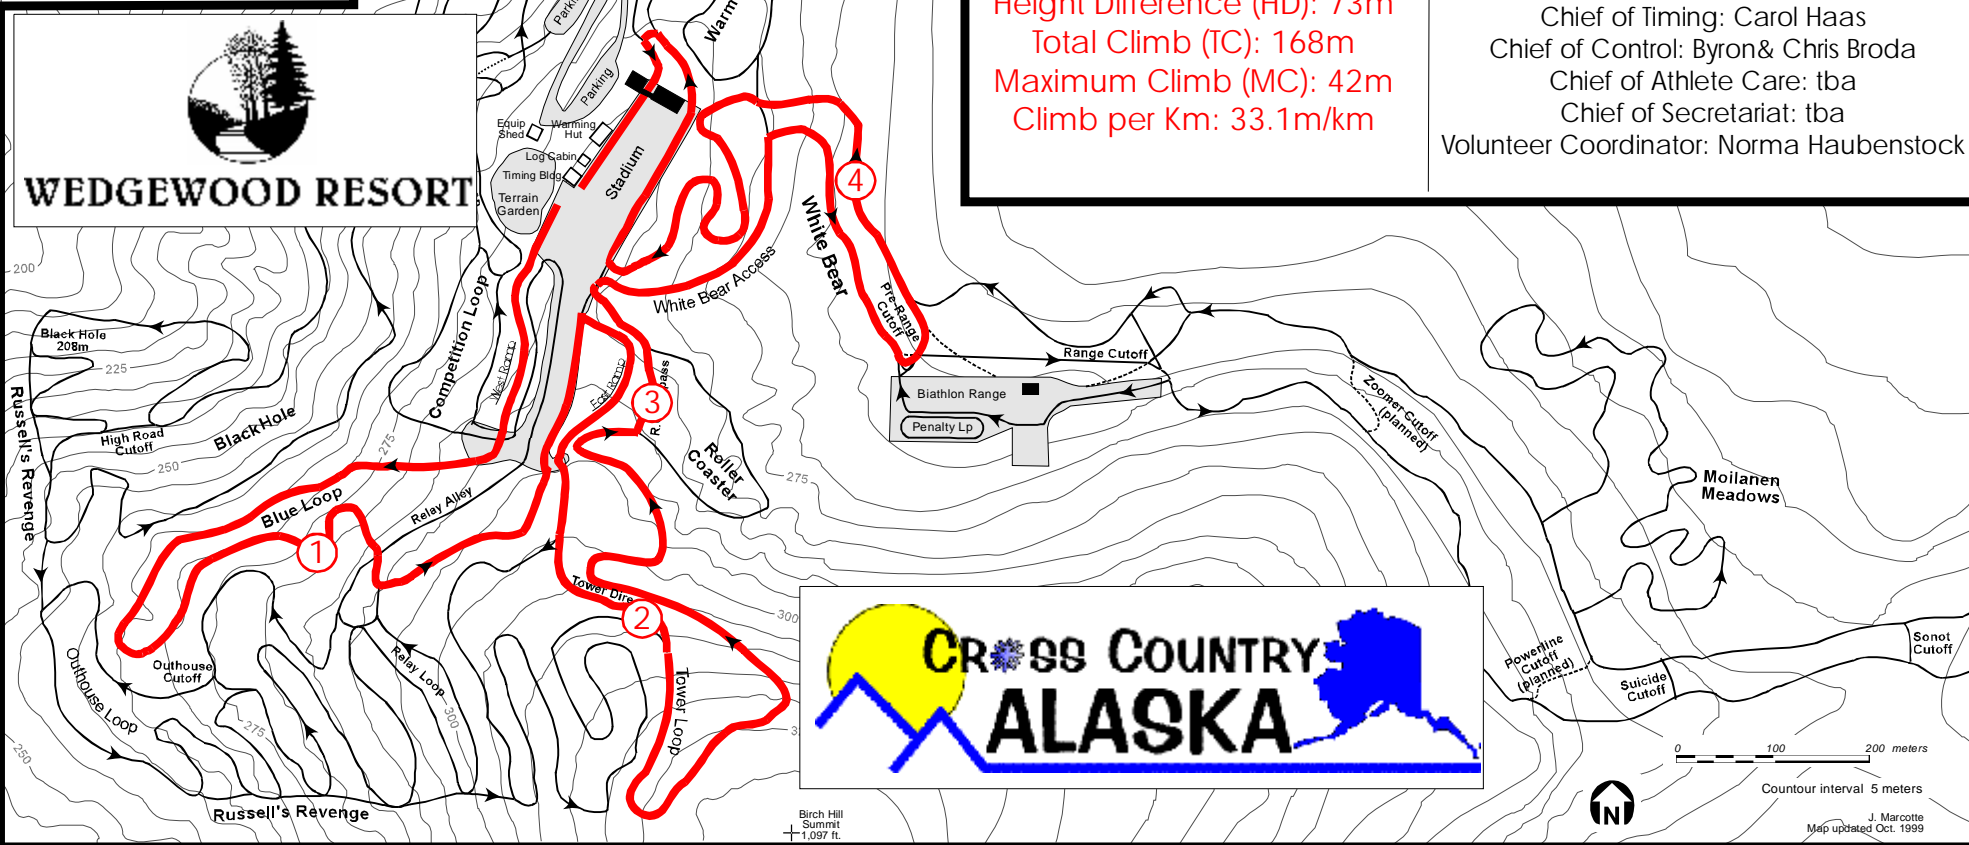 Height Difference (HD): 73m
Total Climb (TC): 168m
Maximum Climb (MC): 42m
Climb per Km: 33.1m/km
Chief of Timing: Carol Haas
Chief of Control: Byron& Chris Broda
Chief of Athlete Care: tba
Chief of Secretariat: tba
Volunteer Coordinator: Norma Haubenstock
WEDGEWOOD RESORT
Parking
Warm
Equip
Shed
Warming
Hut
Log Cabin
Timing Bldg
Terrain
Garden
Stadium
4
White Bear
White Bear Access
Pre-Range
Cutoff
200
Black Hole
208m
225
Russell's Revenge
High Road
Cutoff
Black Hole
250
275
Competition Loop
West Ramp
East Ramp
3
R.
pass
Roller
Coaster
275
Range Cutoff
Biathlon Range
Penalty Lp
Zoomer Cutoff
(planned)
Moilanen
Meadows
Blue Loop
1
Relay Alley
Tower Dire
2
300
Tower Loop
Outhouse
Cutoff
Outhouse Loop
Relay Loop
300
275
250
Russell's Revenge
CROSS COUNTRY
ALASKA
Birch Hill
Summit
1,097 ft.
Powerline
Cutoff
(planned)
Suicide
Cutoff
Sonot
Cutoff
0 100 200 meters
N
Countour interval 5 meters
J. Marcotte
Map updated Oct. 1999